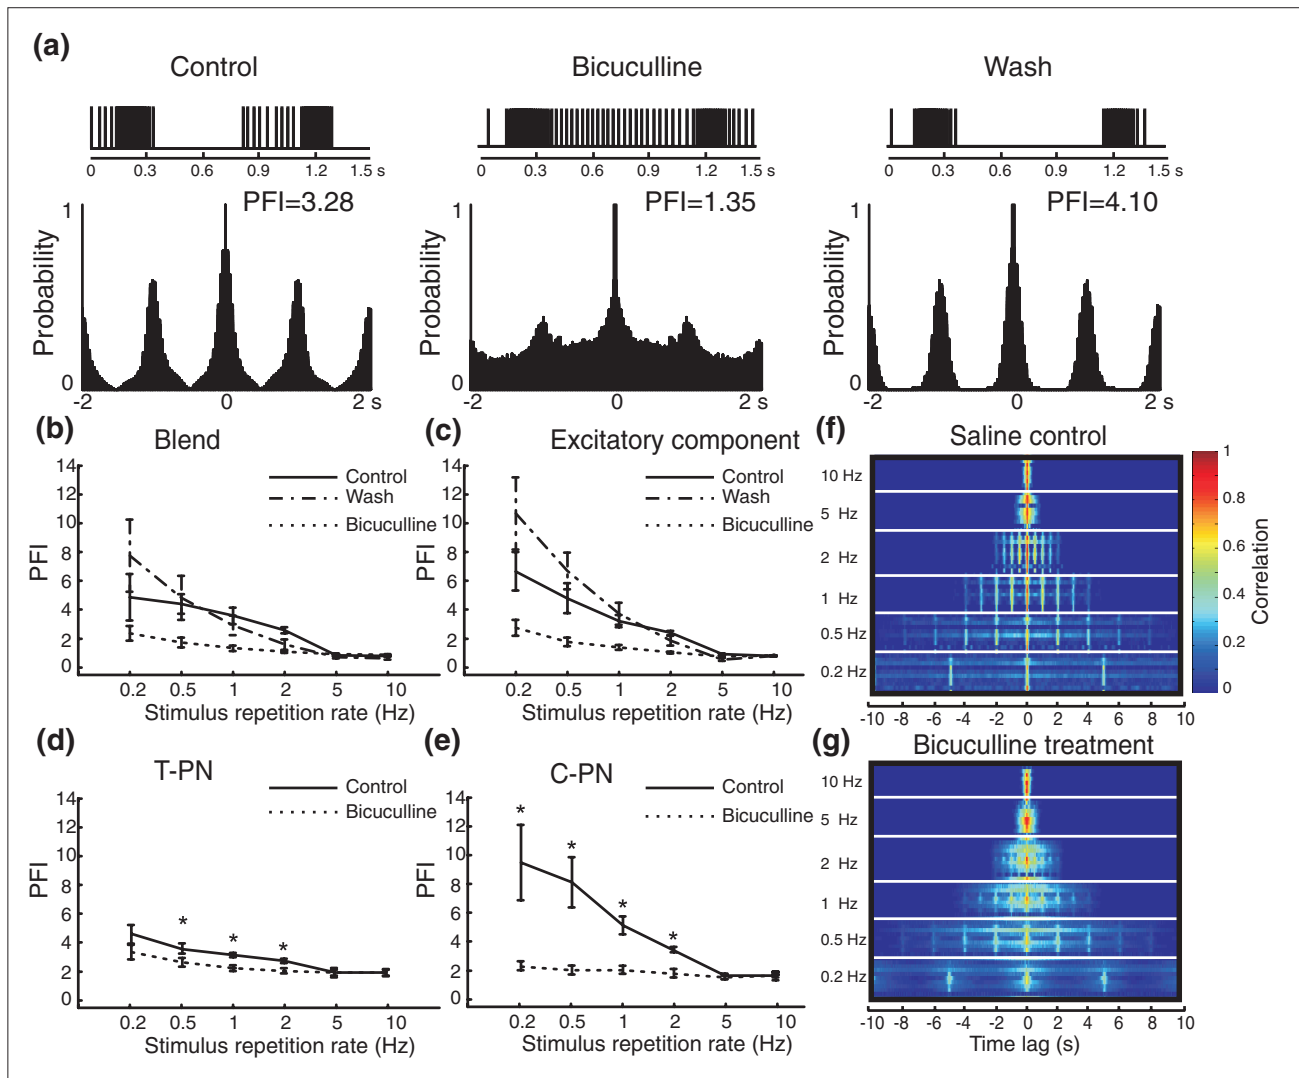 (a)
Control
Bicuculline
Wash
0 0.3 0.6 0.9 1.2 1.5 s
0 0.3 0.6 0.9 1.2 1.5 s
0 0.3 0.6 0.9 1.2 1.5 s
PFI=3.28
PFI=1.35
PFI=4.10
1
Probability
0
-2 0 2 s
1
Probability
0
-2 0 2 s
1
Probability
0
-2 0 2 s
(b)
Blend
Control
Wash
Bicuculline
14
12
10
8
6
4
2
0
PFI
0.2 0.5 1 2 5 10
Stimulus repetition rate (Hz)
(c)
Excitatory component
Control
Wash
Bicuculline
14
12
10
8
6
4
2
0
PFI
0.2 0.5 1 2 5 10
Stimulus repetition rate (Hz)
(f)
Saline control
10 Hz
5 Hz
2 Hz
1 Hz
0.5 Hz
0.2 Hz
-10 -8 -6 -4 -2 0 2 4 6 8 10
1
0.8
0.6
0.4
0.2
0
Correlation
(d)
T-PN
Control
Bicuculline
14
12
10
8
6
4
2
0
PFI
* * *
0.2 0.5 1 2 5 10
Stimulus repetition rate (Hz)
(e)
C-PN
Control
Bicuculline
14
12
10
8
6
4
2
0
PFI
* * * *
0.2 0.5 1 2 5 10
Stimulus repetition rate (Hz)
(g)
Bicuculline treatment
10 Hz
5 Hz
2 Hz
1 Hz
0.5 Hz
0.2 Hz
-10 -8 -6 -4 -2 0 2 4 6 8 10
Time lag (s)